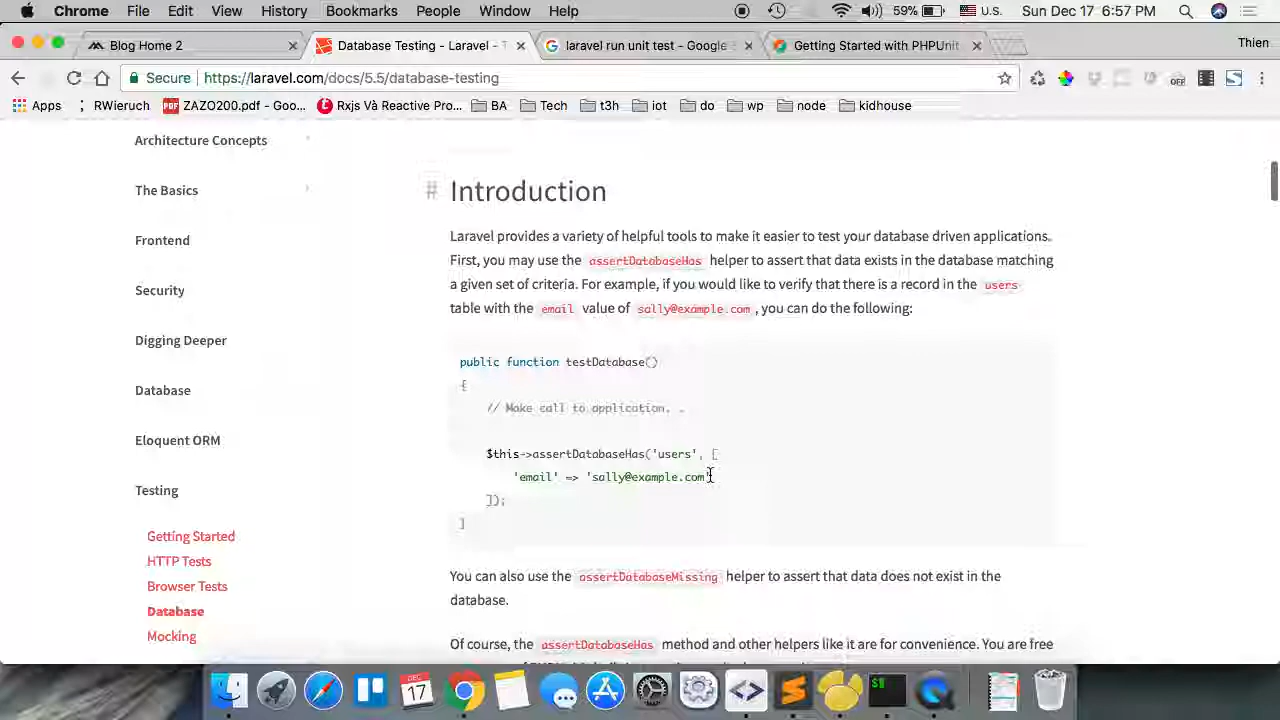 Chrome File Edit View History Bookmarks People Window Help 59% U.S. Sun Dec 17 6:57 PM
Blog Home 2 Database Testing - Laravel - T laravel run unit test - Google Getting Started with PHPUnit Thien
Secure https://laravel.com/docs/5.5/database-testing OFF
Apps RWieruch PDF ZAZO200.pdf - Goo... Rxjs Và Reactive Pro... BA Tech t3h iot do wp node kidhouse
Architecture Concepts
The Basics
Frontend
Security
Digging Deeper
Database
Eloquent ORM
Testing
Getting Started
HTTP Tests
Browser Tests
Database
Mocking
# Introduction
Laravel provides a variety of helpful tools to make it easier to test your database driven applications.
First, you may use the assertDatabaseHas helper to assert that data exists in the database matching
a given set of criteria. For example, if you would like to verify that there is a record in the users
table with the email value of sally@example.com, you can do the following:
public function testDatabase()
{
// Make call to application...
$this->assertDatabaseHas('users', [
'email' => 'sally@example.com'
]);
}
You can also use the assertDatabaseMissing helper to assert that data does not exist in the
database.
Of course, the assertDatabaseHas method and other helpers like it are for convenience. You are free
DEC
17